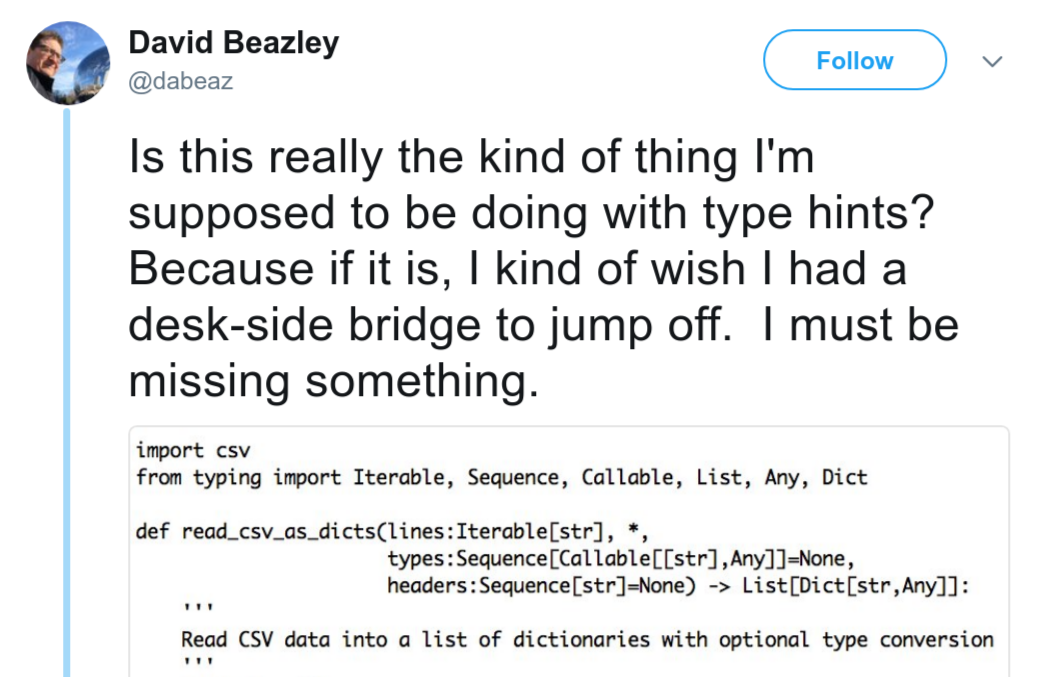 David Beazley
@dabeaz
Follow
Is this really the kind of thing I'm
supposed to be doing with type hints?
Because if it is, I kind of wish I had a
desk-side bridge to jump off.  I must be
missing something.
import csv
from typing import Iterable, Sequence, Callable, List, Any, Dict
def read_csv_as_dicts(lines:Iterable[str], *,
                      types:Sequence[Callable[[str],Any]]=None,
                      headers:Sequence[str]=None) -> List[Dict[str,Any]]:
    '''
    Read CSV data into a list of dictionaries with optional type conversion
    '''